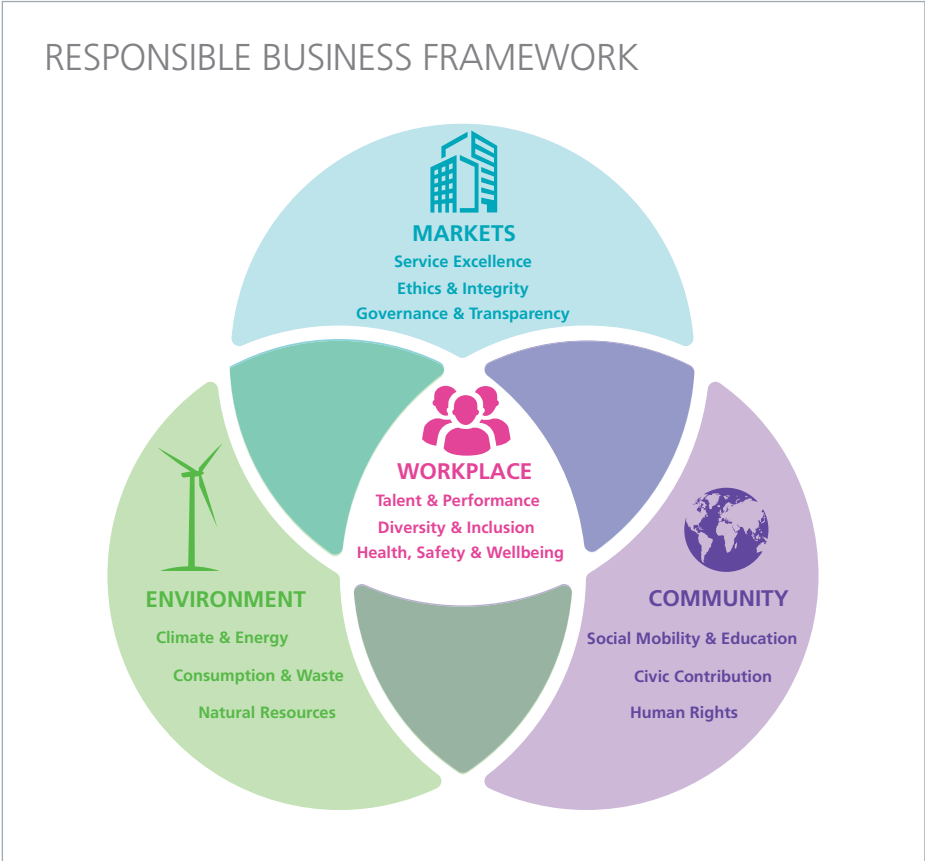 RESPONSIBLE BUSINESS FRAMEWORK
MARKETS
Service Excellence
Ethics & Integrity
Governance & Transparency
WORKPLACE
Talent & Performance
Diversity & Inclusion
Health, Safety & Wellbeing
ENVIRONMENT
Climate & Energy
Consumption & Waste
Natural Resources
COMMUNITY
Social Mobility & Education
Civic Contribution
Human Rights